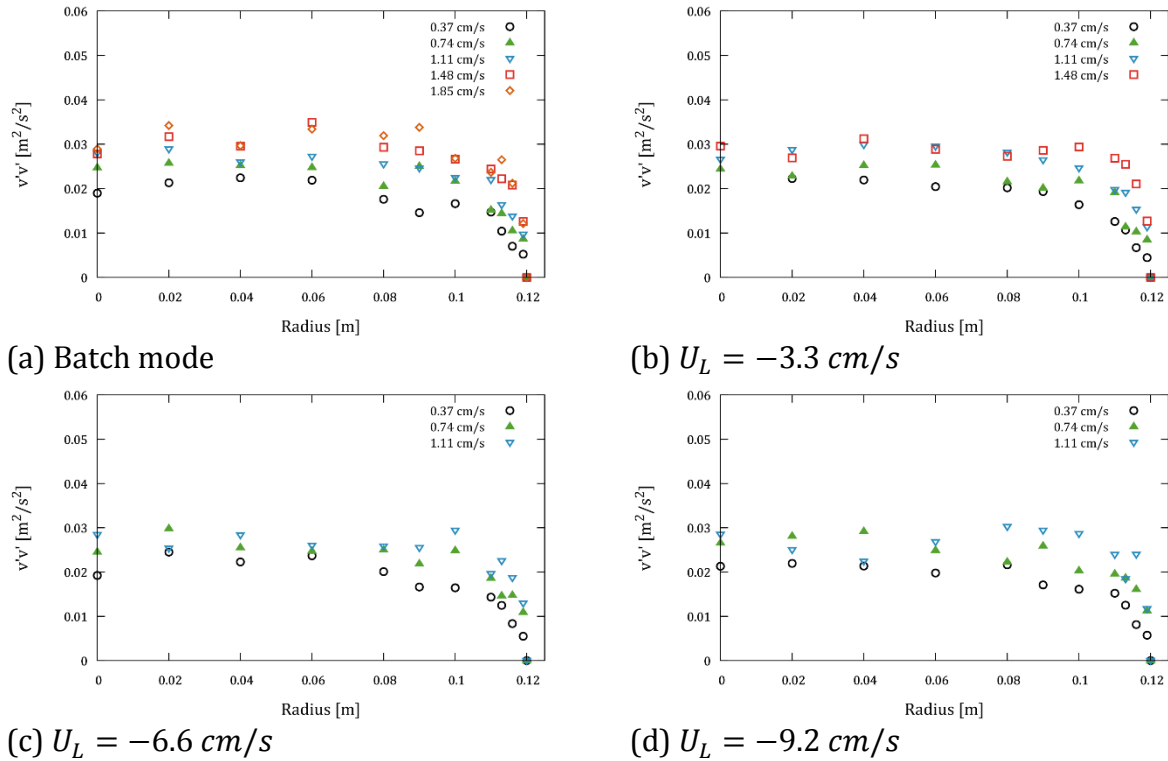 0.06
0.05
0.04
0.03
0.02
0.01
0
v'v' [m²/s²]
0.37 cm/s
0.74 cm/s
1.11 cm/s
1.48 cm/s
1.85 cm/s
0 0.02 0.04 0.06 0.08 0.1 0.12
Radius [m]
(a) Batch mode
0.06
0.05
0.04
0.03
0.02
0.01
0
v'v' [m²/s²]
0.37 cm/s
0.74 cm/s
1.11 cm/s
1.48 cm/s
0 0.02 0.04 0.06 0.08 0.1 0.12
Radius [m]
(b) U_L = −3.3 cm/s
0.06
0.05
0.04
0.03
0.02
0.01
0
v'v' [m²/s²]
0.37 cm/s
0.74 cm/s
1.11 cm/s
0 0.02 0.04 0.06 0.08 0.1 0.12
Radius [m]
(c) U_L = −6.6 cm/s
0.06
0.05
0.04
0.03
0.02
0.01
0
v'v' [m²/s²]
0.37 cm/s
0.74 cm/s
1.11 cm/s
0 0.02 0.04 0.06 0.08 0.1 0.12
Radius [m]
(d) U_L = −9.2 cm/s